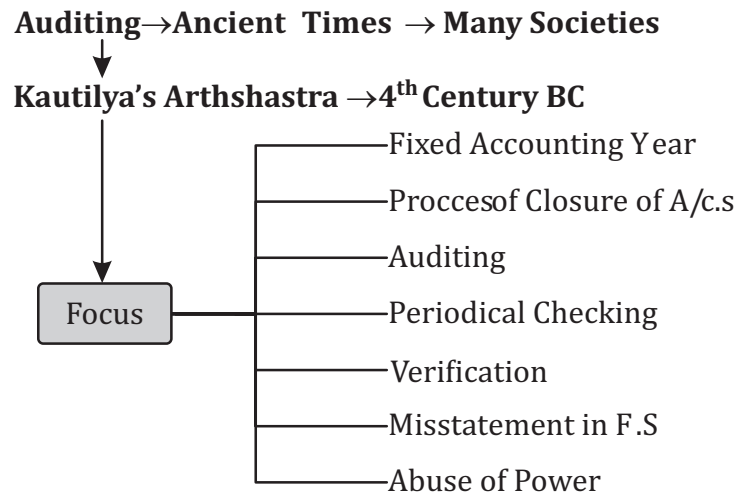 Auditing→Ancient Times → Many Societies
Kautilya's Arthshastra →4th Century BC
Fixed Accounting Year
Proccesof Closure of A/c.s
Auditing
Focus
Periodical Checking
Verification
Misstatement in F.S
Abuse of Power